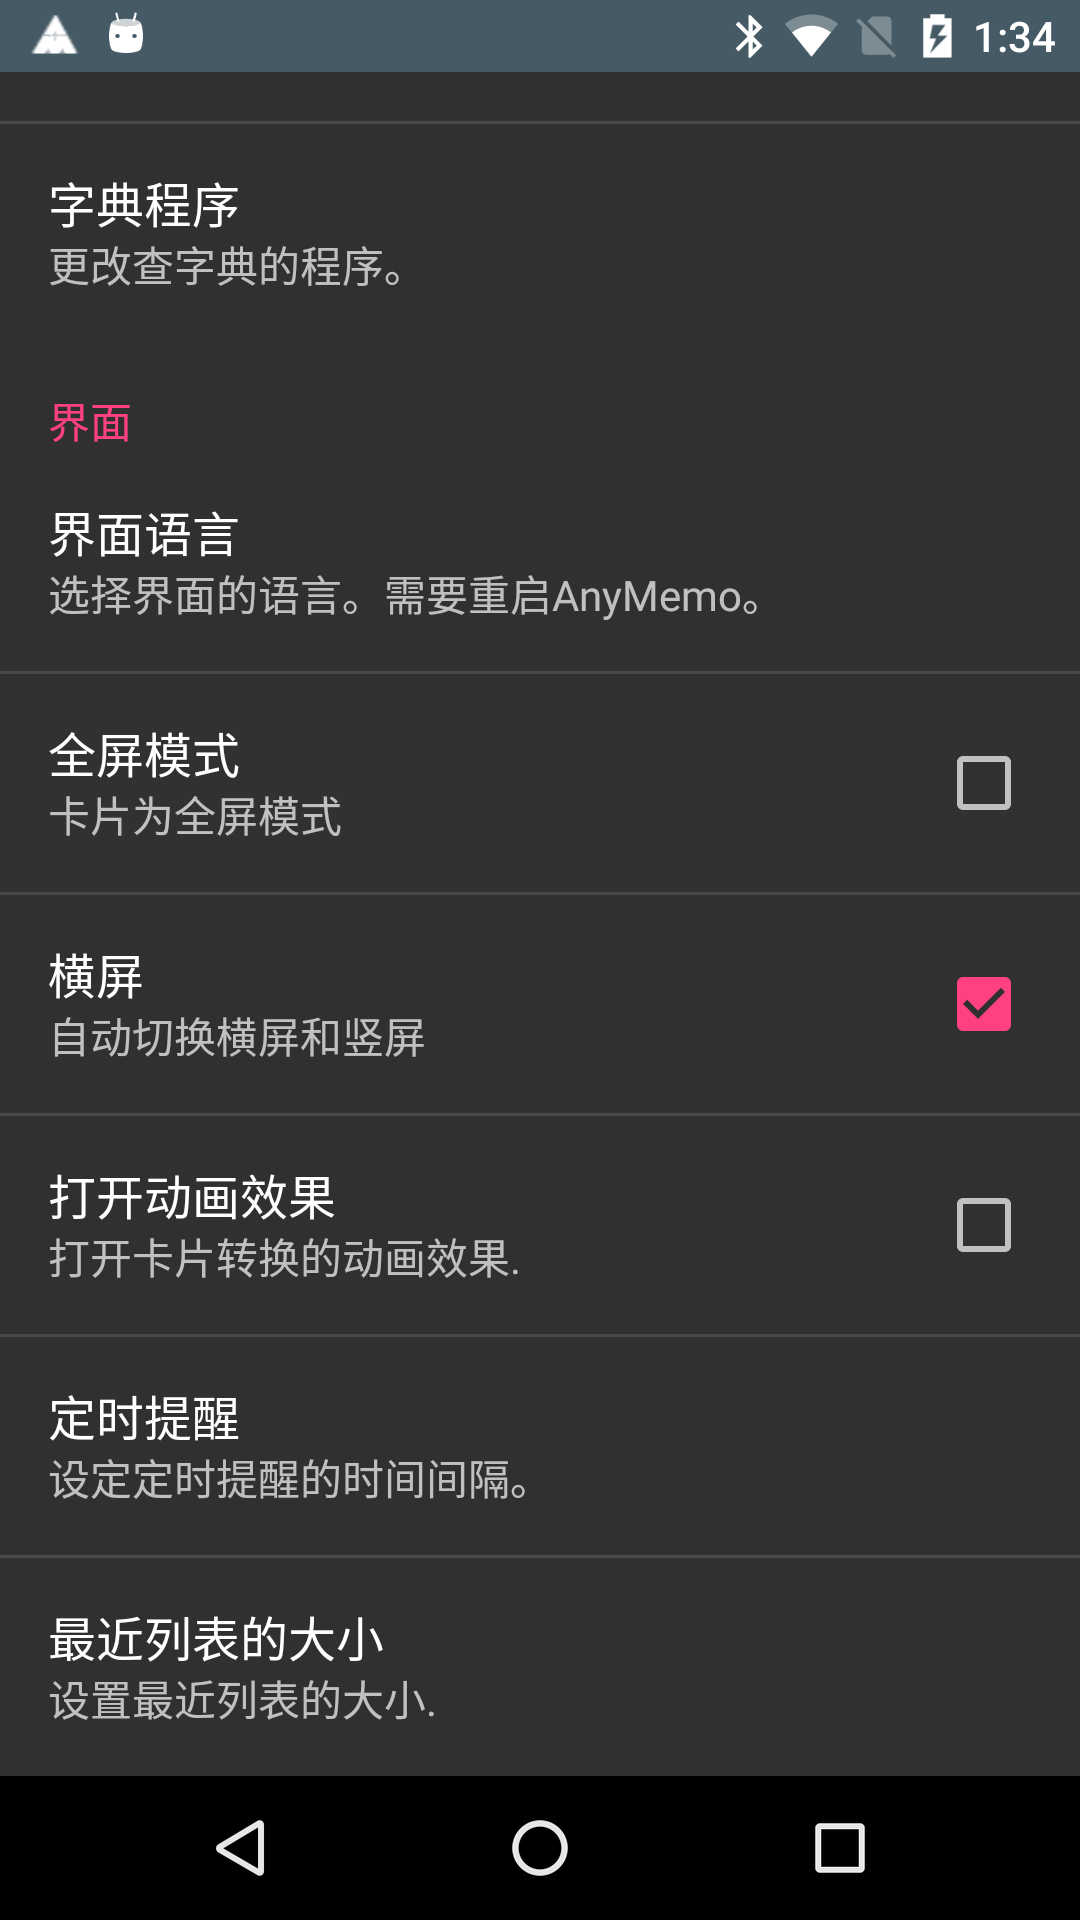 1:34
字典程序
更改查字典的程序。
界面
界面语言
选择界面的语言。需要重启AnyMemo。
全屏模式
卡片为全屏模式
横屏
自动切换横屏和竖屏
打开动画效果
打开卡片转换的动画效果.
定时提醒
设定定时提醒的时间间隔。
最近列表的大小
设置最近列表的大小.